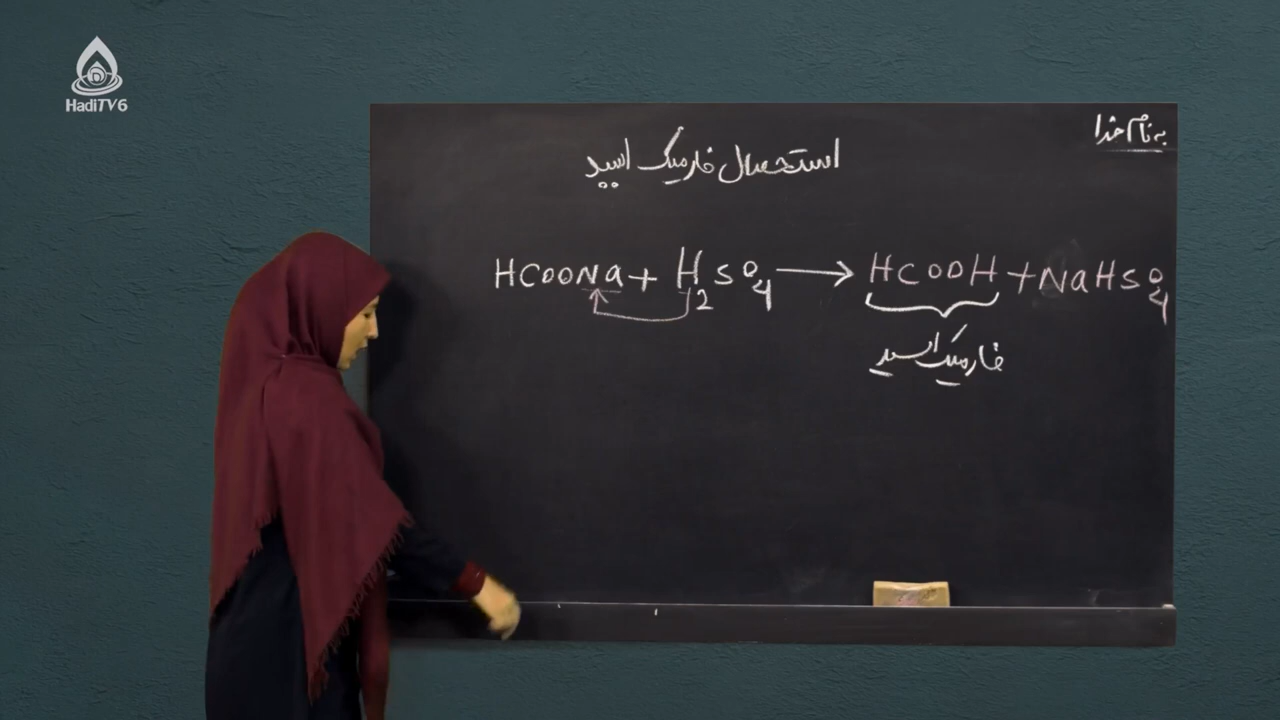 HadiTV6
به نام خدا
استحصال فارمیک اسید
HCOONa + H2SO4 → HCOOH + NaHSO4
فارمیک اسید